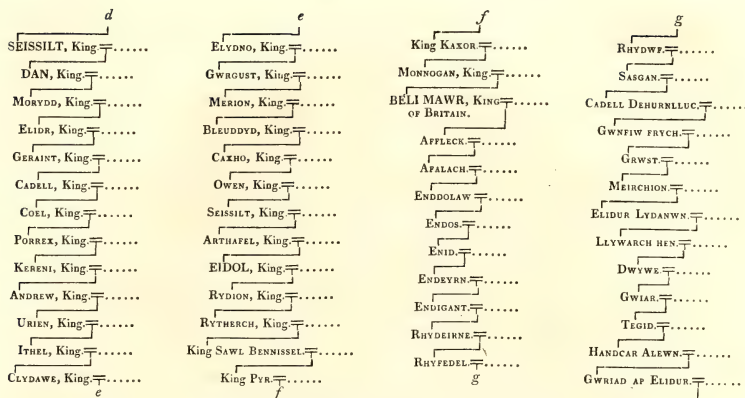 d
SEISSILT, King.
DAN, King.
MORYDD, King.
ELIDR, King.
GERAINT, King.
CADELL, King.
COEL, King.
PORREX, King.
KERENI, King.
ANDREW, King.
URIEN, King.
ITHEL, King.
CLYDAWE, King.
e
e
ELYDNO, King.
GWRGUST, King.
MERION, King.
BLEUDDYD, King.
CAXHO, King.
OWEN, King.
SEISSILT, King.
ARTHAFEL, King.
EIDOL, King.
RYDION, King.
RYTHERCH, King.
King SAWL BENNISSEL.
King PYR.
f
f
King KAXOR.
MONNOGAN, King.
BELI MAWR, KING
OF BRITAIN.
AFFLECK.
AFALACH.
ENDDOLAW
ENDOS.
ENID.
ENDEYRN.
ENDIGANT.
RHYDEIRNE.
RHYFEDEL.
g
g
RHYDWF.
SASGAN.
CADELL DEHURNLLUC.
GWNFIW FRYCH.
GRWST.
MEIRCHION.
ELIDUR LYDANWN.
LLYWARCH HEN.
DWYWE.
GWIAR.
TEGID.
HANDCAR ALEWN.
GWRIAD AP ELIDUR.